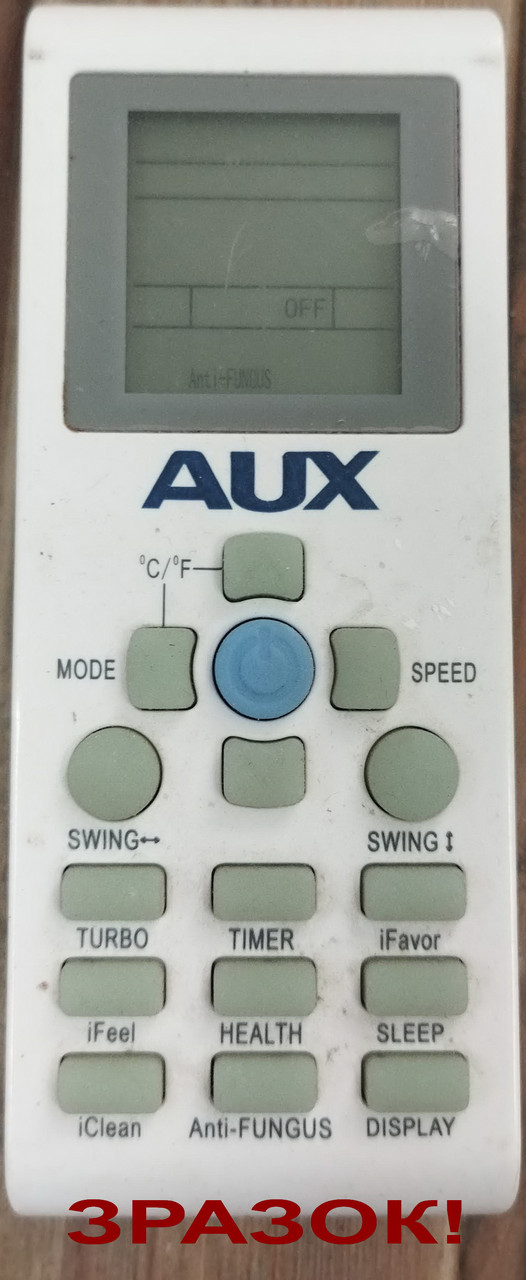 OFF
Anti-FUNGUS
AUX
°C/°F
MODE SPEED
SWING↔ SWING↕
TURBO TIMER iFavor
iFeel HEALTH SLEEP
iClean Anti-FUNGUS DISPLAY
ЗРАЗОК!